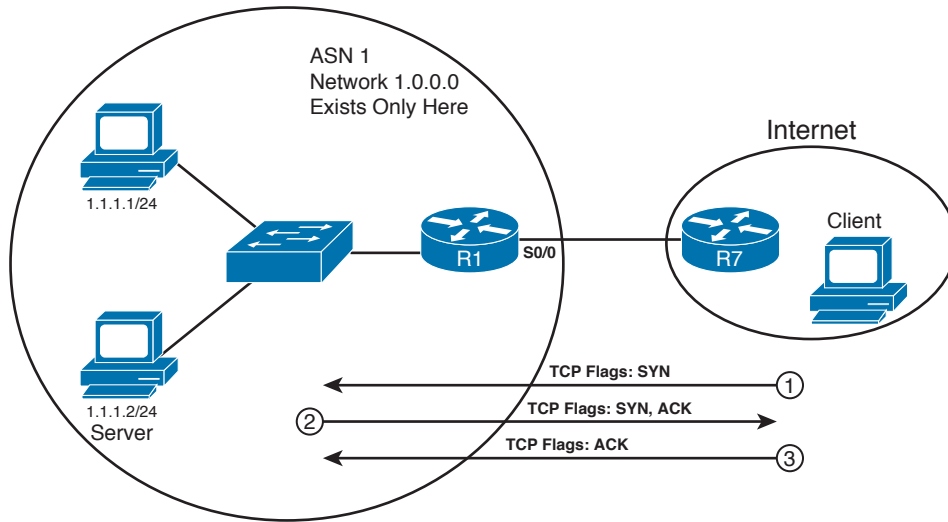 ASN 1
Network 1.0.0.0
Exists Only Here
Internet
1.1.1.1/24
Client
R1
S0/0
R7
TCP Flags: SYN
1
1.1.1.2/24
Server
2
TCP Flags: SYN, ACK
TCP Flags: ACK
3